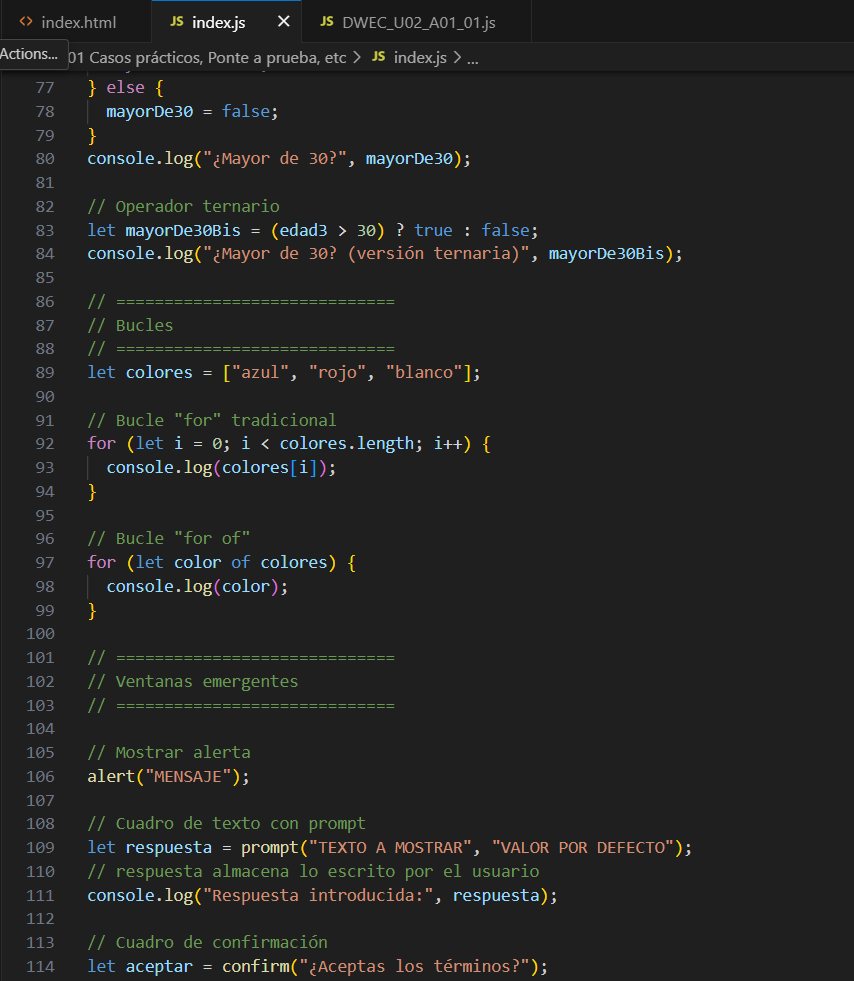 index.html
JS index.js
JS DWEC_U02_A01_01.js
Actions...
01 Casos prácticos, Ponte a prueba, etc > JS index.js > ...
77 } else {
78 mayorDe30 = false;
79 }
80 console.log("¿Mayor de 30?", mayorDe30);
81
82 // Operador ternario
83 let mayorDe30Bis = (edad3 > 30) ? true : false;
84 console.log("¿Mayor de 30? (versión ternaria)", mayorDe30Bis);
85
86 // =============================
87 // Bucles
88 // =============================
89 let colores = ["azul", "rojo", "blanco"];
90
91 // Bucle "for" tradicional
92 for (let i = 0; i < colores.length; i++) {
93 console.log(colores[i]);
94 }
95
96 // Bucle "for of"
97 for (let color of colores) {
98 console.log(color);
99 }
100
101 // =============================
102 // Ventanas emergentes
103 // =============================
104
105 // Mostrar alerta
106 alert("MENSAJE");
107
108 // Cuadro de texto con prompt
109 let respuesta = prompt("TEXTO A MOSTRAR", "VALOR POR DEFECTO");
110 // respuesta almacena lo escrito por el usuario
111 console.log("Respuesta introducida:", respuesta);
112
113 // Cuadro de confirmación
114 let aceptar = confirm("¿Aceptas los términos?");